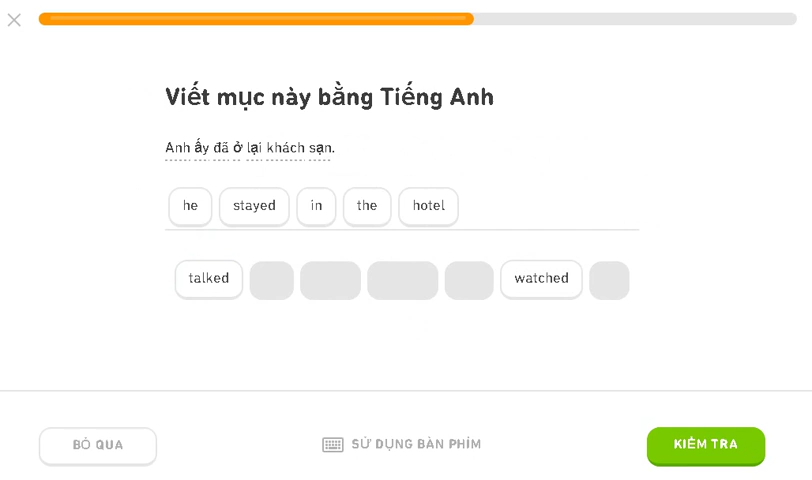 Viết mục này bằng Tiếng Anh
Anh ấy đã ở lại khách sạn.
he stayed in the hotel
talked watched
BỎ QUA SỬ DỤNG BÀN PHÍM KIỂM TRA